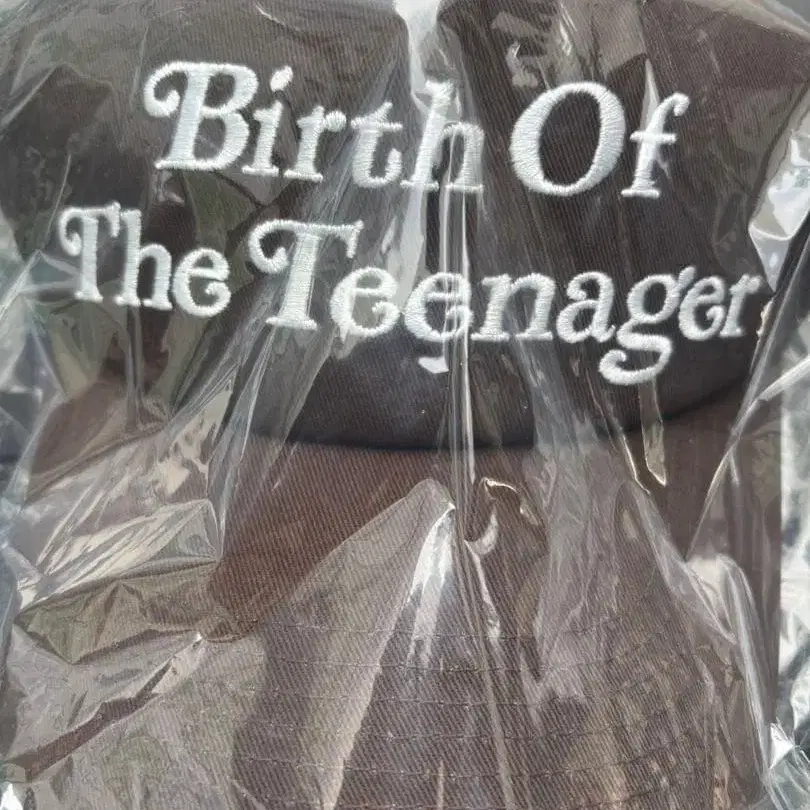 Birth Of
The Teenager